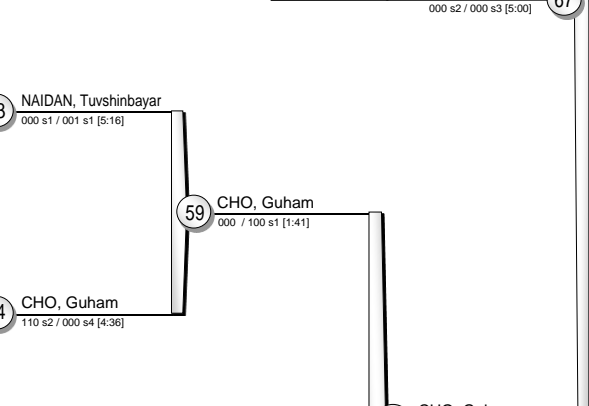 67
000 s2 / 000 s3 [5:00]
NAIDAN, Tuvshinbayar
000 s1 / 001 s1 [5:16]
59
CHO, Guham
000 / 100 s1 [1:41]
CHO, Guham
110 s2 / 000 s4 [4:36]